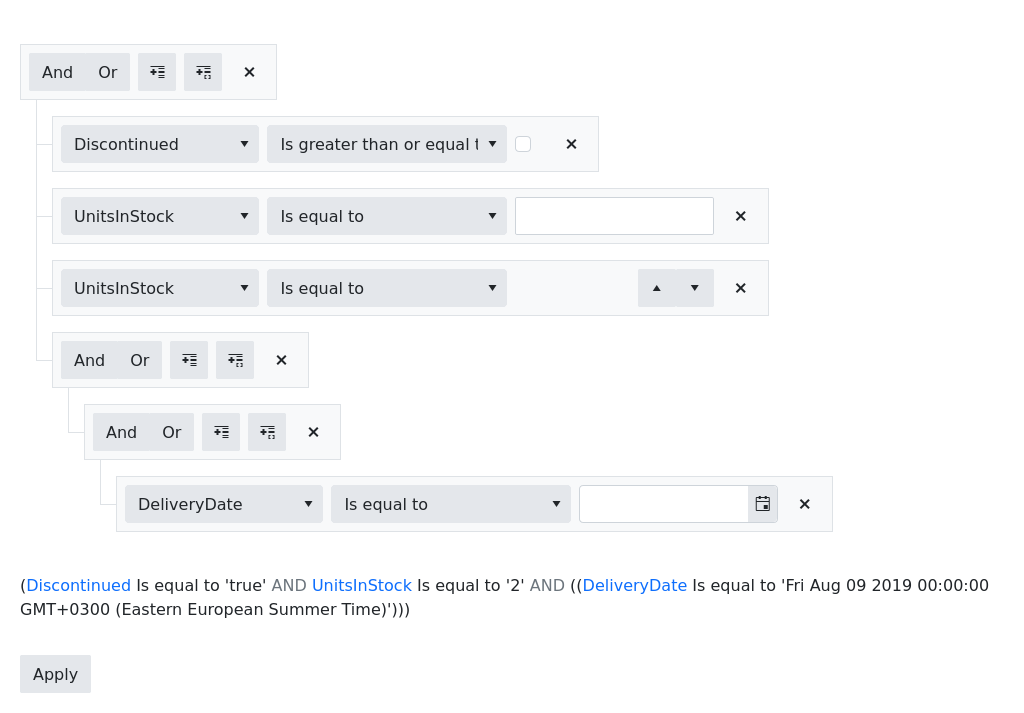 And Or
Discontinued Is greater than or equal t
UnitsInStock Is equal to
UnitsInStock Is equal to
And Or
And Or
DeliveryDate Is equal to
(Discontinued Is equal to 'true' AND UnitsInStock Is equal to '2' AND ((DeliveryDate Is equal to 'Fri Aug 09 2019 00:00:00
GMT+0300 (Eastern European Summer Time)')))
Apply